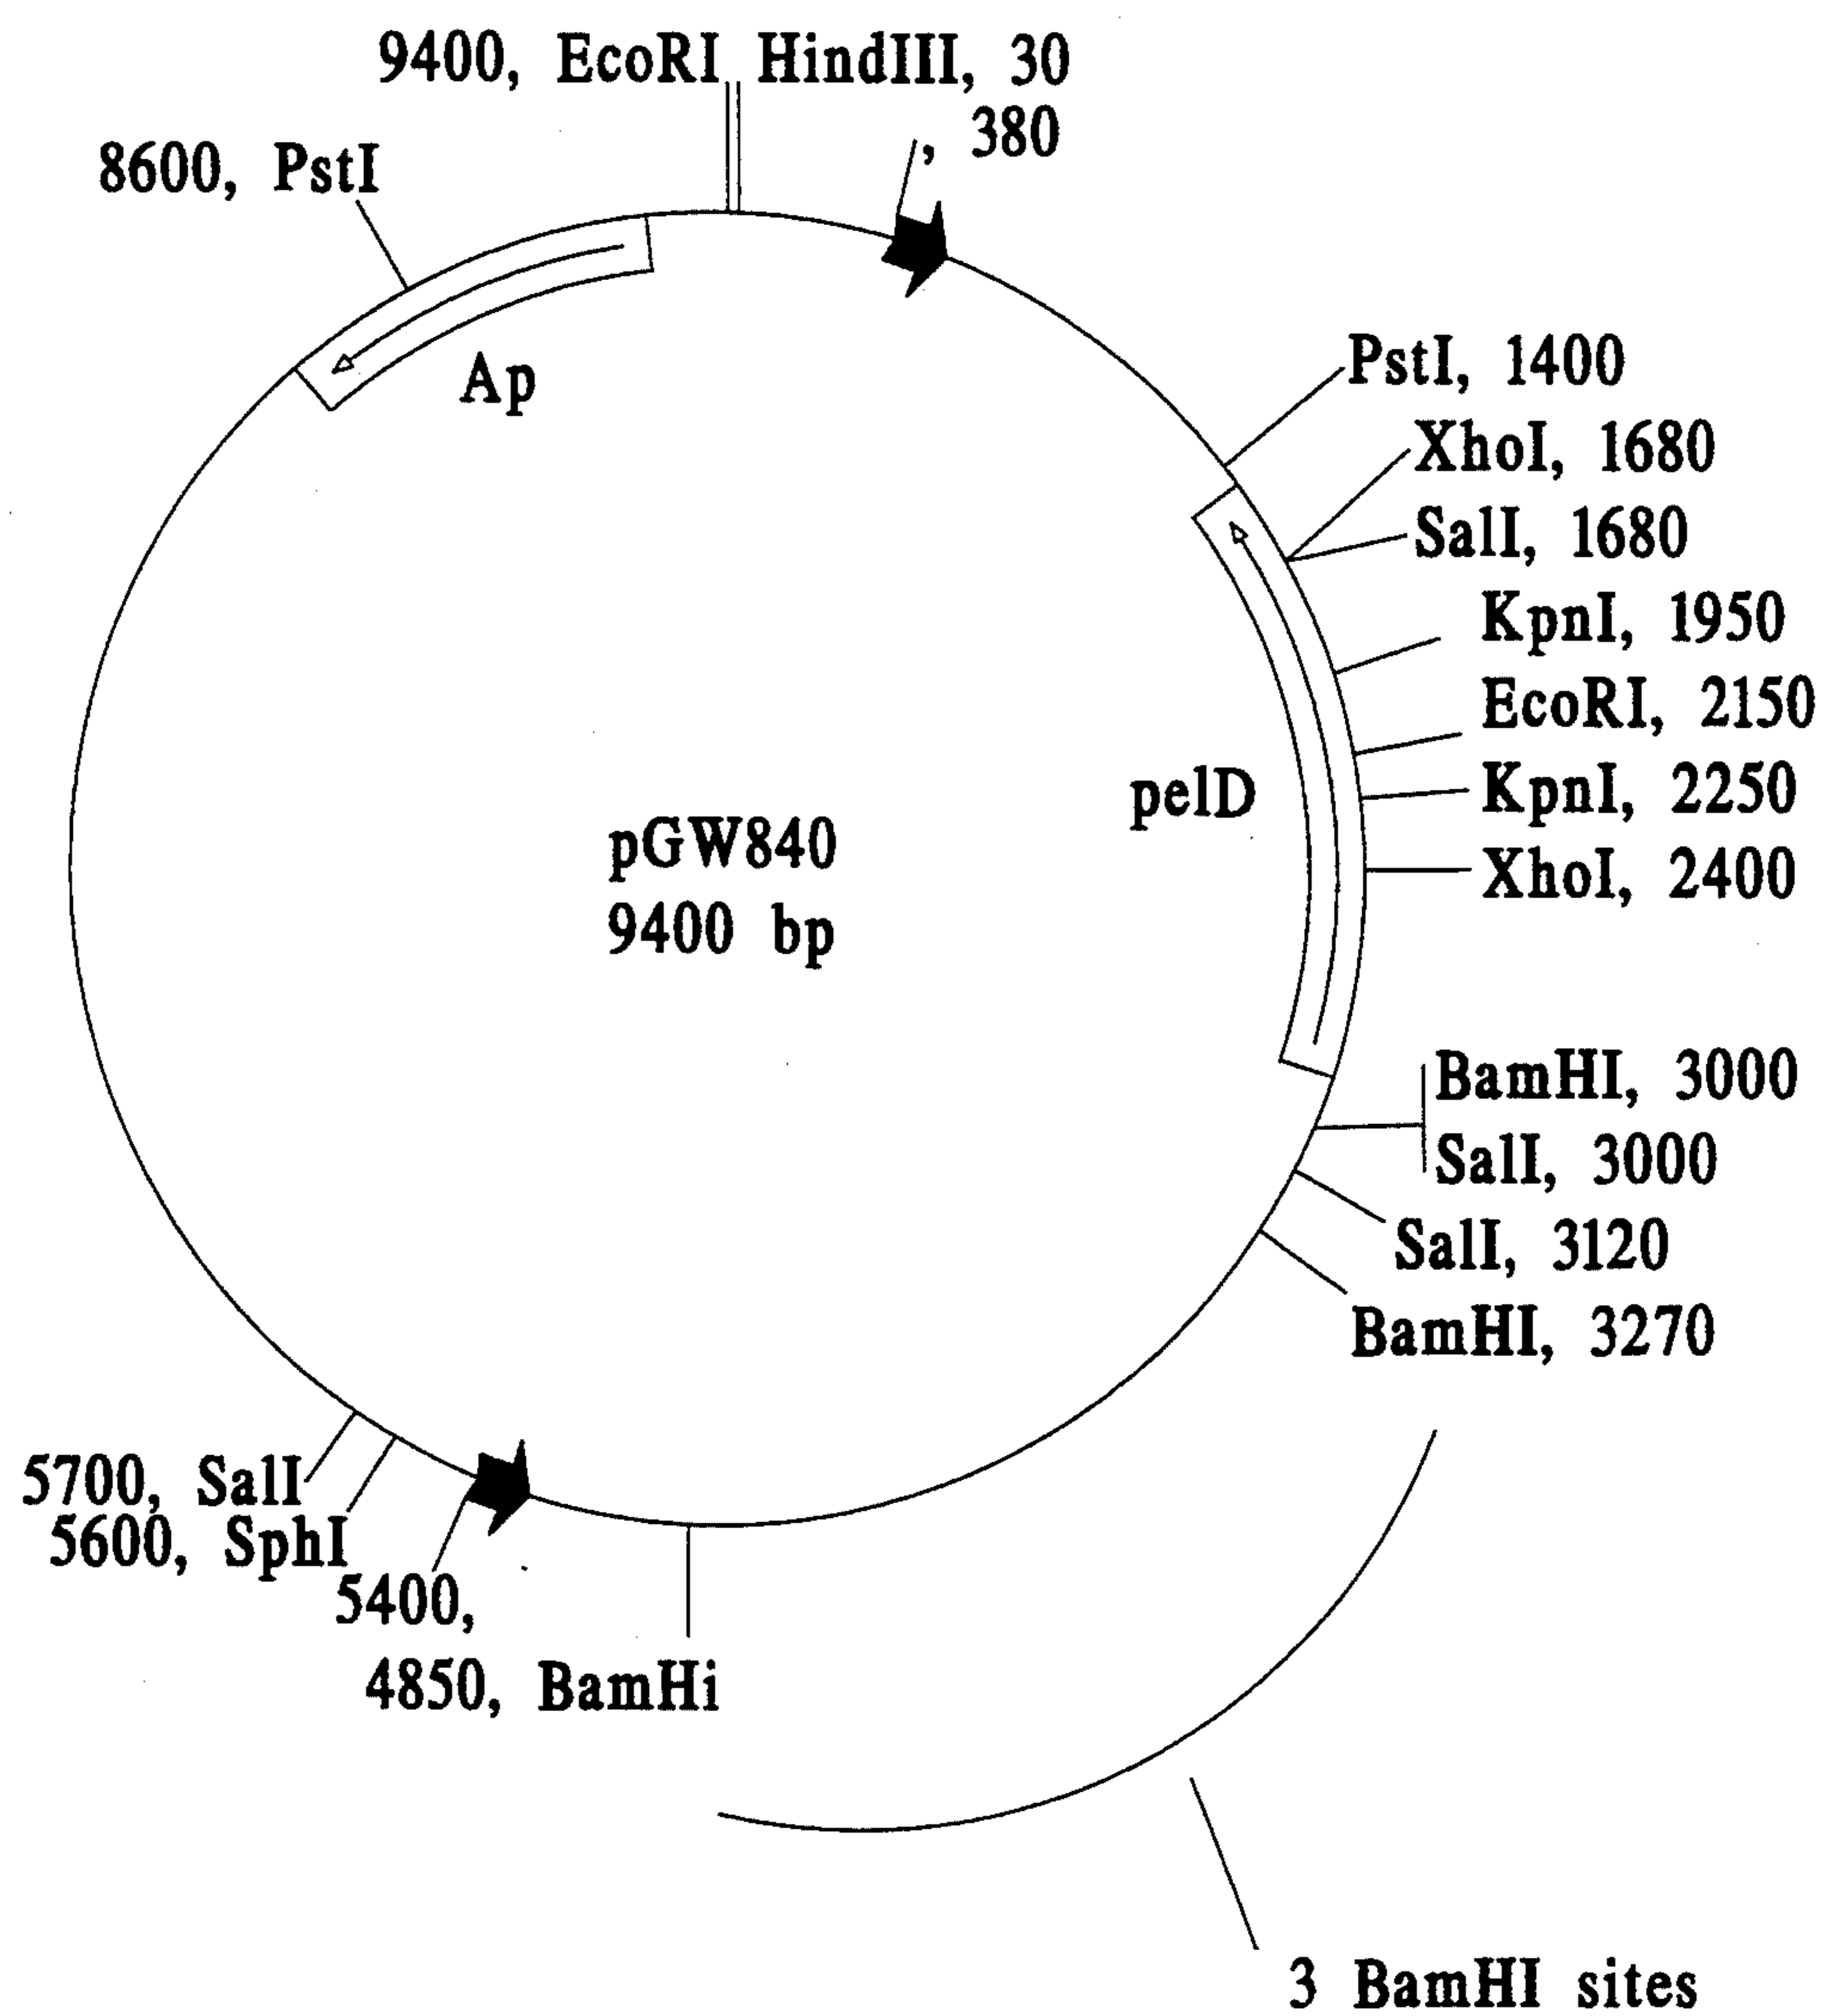 9400, EcoRI HindIII, 30
, 380
8600, PstI
Ap
PstI, 1400
XhoI, 1680
SalI, 1680
KpnI, 1950
EcoRI, 2150
KpnI, 2250
XhoI, 2400
pelD
pGW840
9400 bp
BamHI, 3000
SalI, 3000
SalI, 3120
BamHI, 3270
5700, SalI
5600, SphI
5400,
4850, BamHi
3 BamHI sites